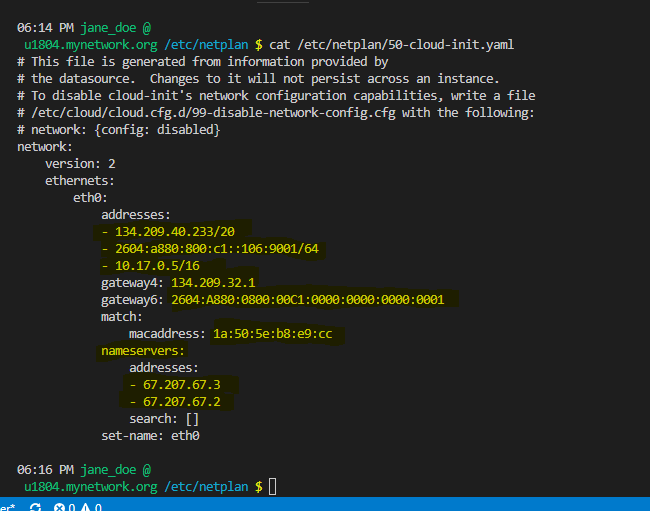 06:14 PM jane_doe @
u1804.mynetwork.org /etc/netplan $ cat /etc/netplan/50-cloud-init.yaml
# This file is generated from information provided by
# the datasource.  Changes to it will not persist across an instance.
# To disable cloud-init's network configuration capabilities, write a file
# /etc/cloud/cloud.cfg.d/99-disable-network-config.cfg with the following:
# network: {config: disabled}
network:
    version: 2
    ethernets:
        eth0:
            addresses:
            - 134.209.40.233/20
            - 2604:a880:800:c1::106:9001/64
            - 10.17.0.5/16
            gateway4: 134.209.32.1
            gateway6: 2604:A880:0800:00C1:0000:0000:0000:0001
            match:
                macaddress: 1a:50:5e:b8:e9:cc
            nameservers:
                addresses:
                - 67.207.67.3
                - 67.207.67.2
                search: []
            set-name: eth0
06:16 PM jane_doe @
u1804.mynetwork.org /etc/netplan $
er* 0 0